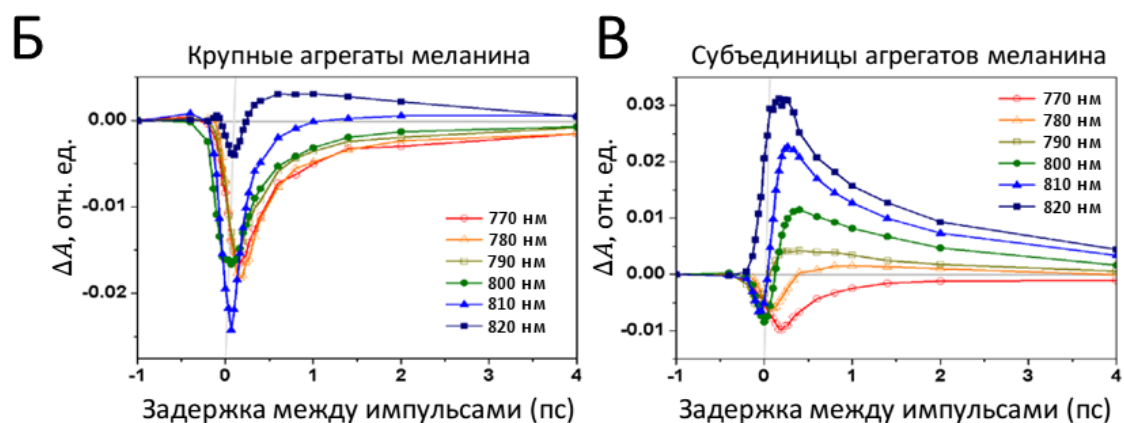 Б
Крупные агрегаты меланина
0.00
-0.01
-0.02
ΔA, отн. ед.
770 нм
780 нм
790 нм
800 нм
810 нм
820 нм
-1 0 1 2 3 4
Задержка между импульсами (пс)
В
Субъединицы агрегатов меланина
0.03
0.02
0.01
0.00
-0.01
ΔA, отн. ед.
770 нм
780 нм
790 нм
800 нм
810 нм
820 нм
-1 0 1 2 3 4
Задержка между импульсами (пс)